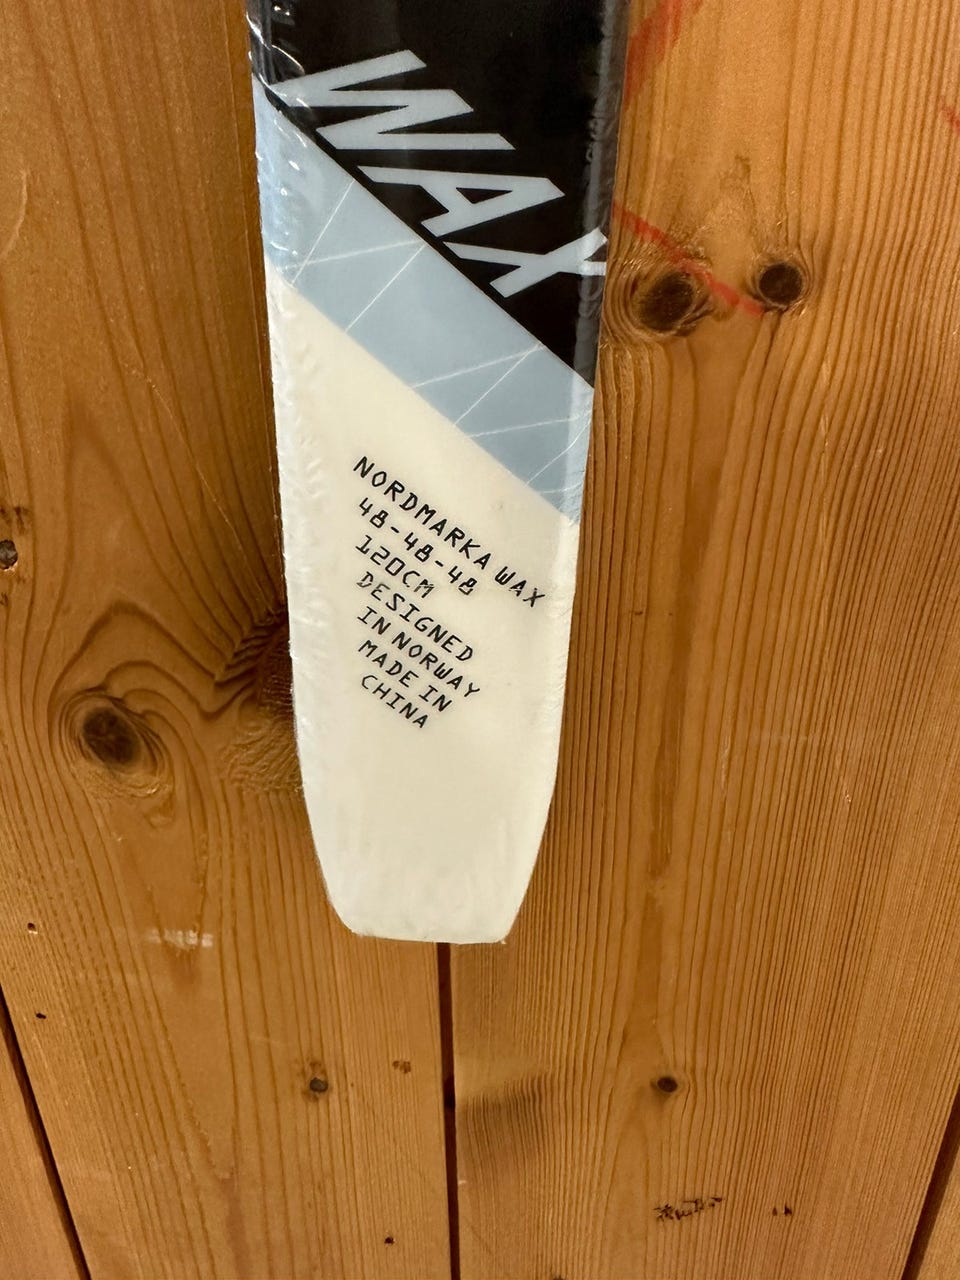 WAX
NORDMARKA WAX
48-48-48
120CM
DESIGNED
IN NORWAY
MADE IN
CHINA